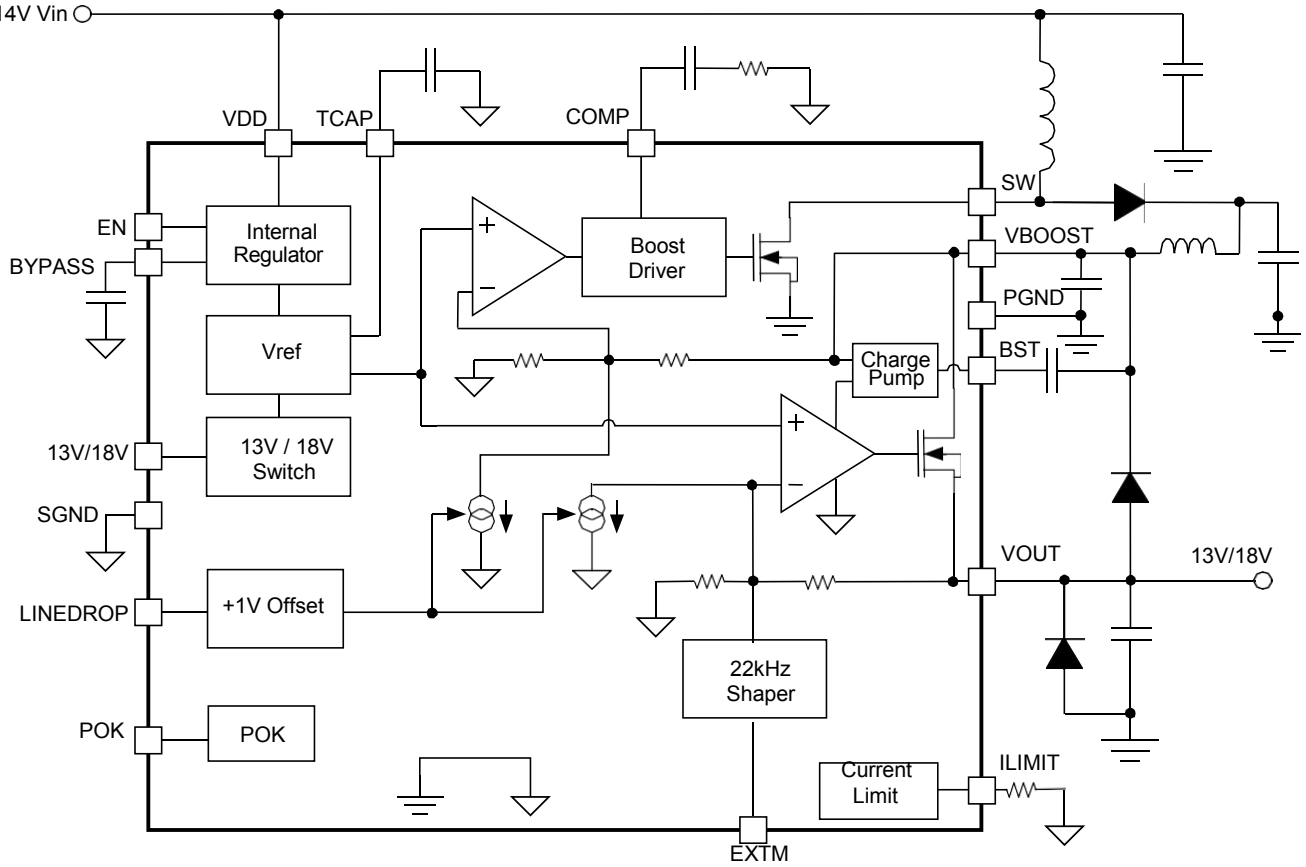 14V Vin
VDD
TCAP
COMP
SW
EN
Internal
Regulator
Boost
Driver
VBOOST
BYPASS
PGND
Vref
BST
Charge
Pump
13V/18V
13V / 18V
Switch
SGND
VOUT
13V/18V
LINEDROP
+1V Offset
22kHz
Shaper
POK
POK
ILIMIT
Current
Limit
EXTM
+
−
+
−